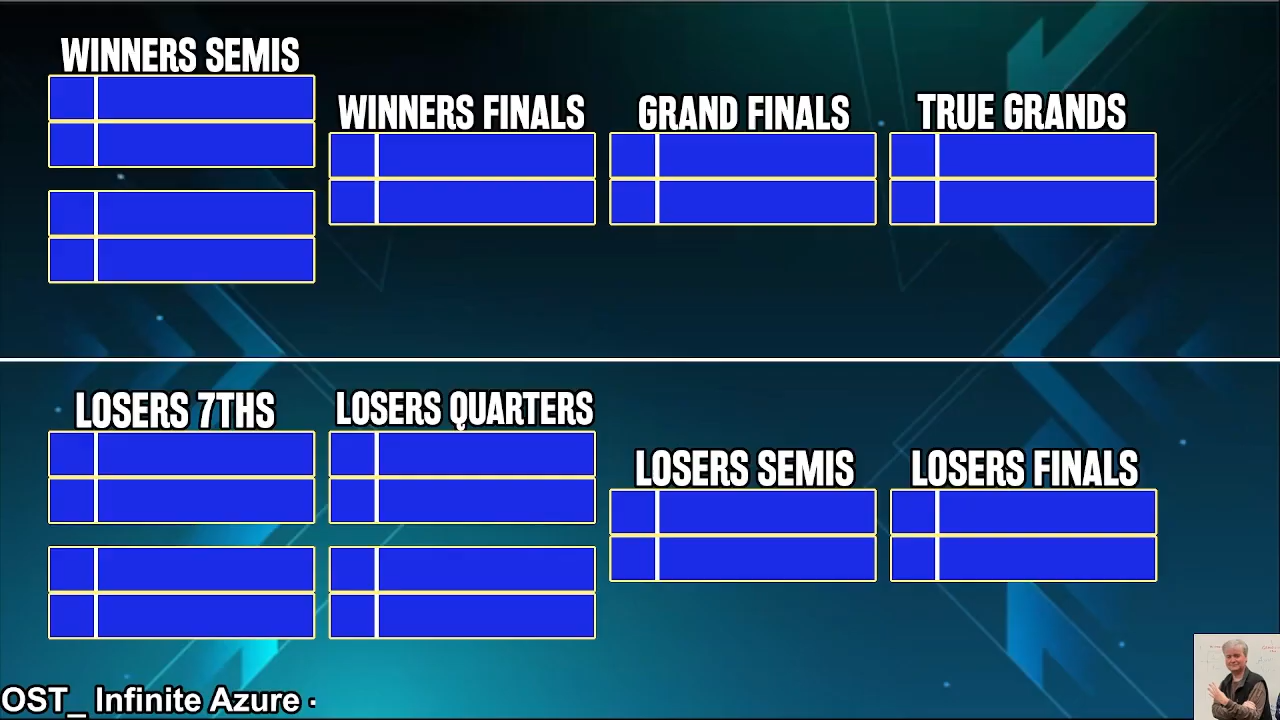 WINNERS SEMIS
WINNERS FINALS
GRAND FINALS
TRUE GRANDS
LOSERS 7THS
LOSERS QUARTERS
LOSERS SEMIS
LOSERS FINALS
OST_ Infinite Azure -